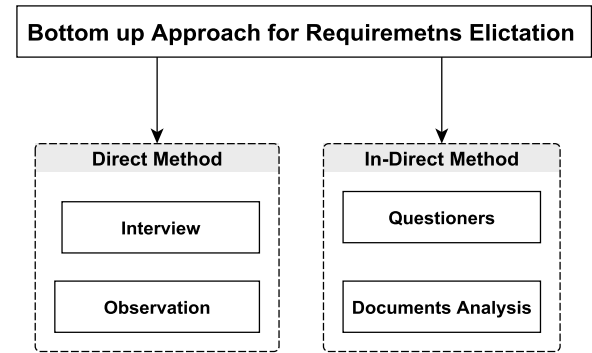 Bottom up Approach for Requiremetns Elictation
Direct Method
Interview
Observation
In-Direct Method
Questioners
Documents Analysis